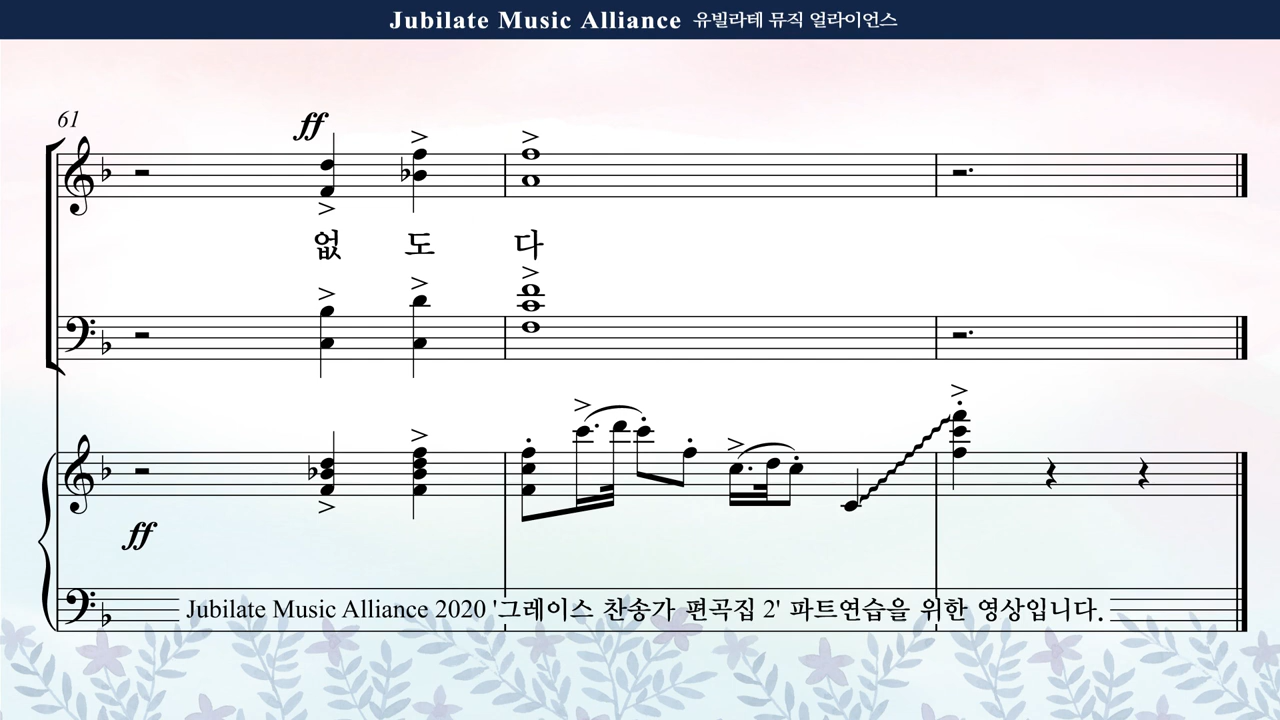 Jubilate Music Alliance 유빌라테 뮤직 얼라이언스
61
ff
없 도 다
ff
Jubilate Music Alliance 2020 '그레이스 찬송가 편곡집 2' 파트연습을 위한 영상입니다.